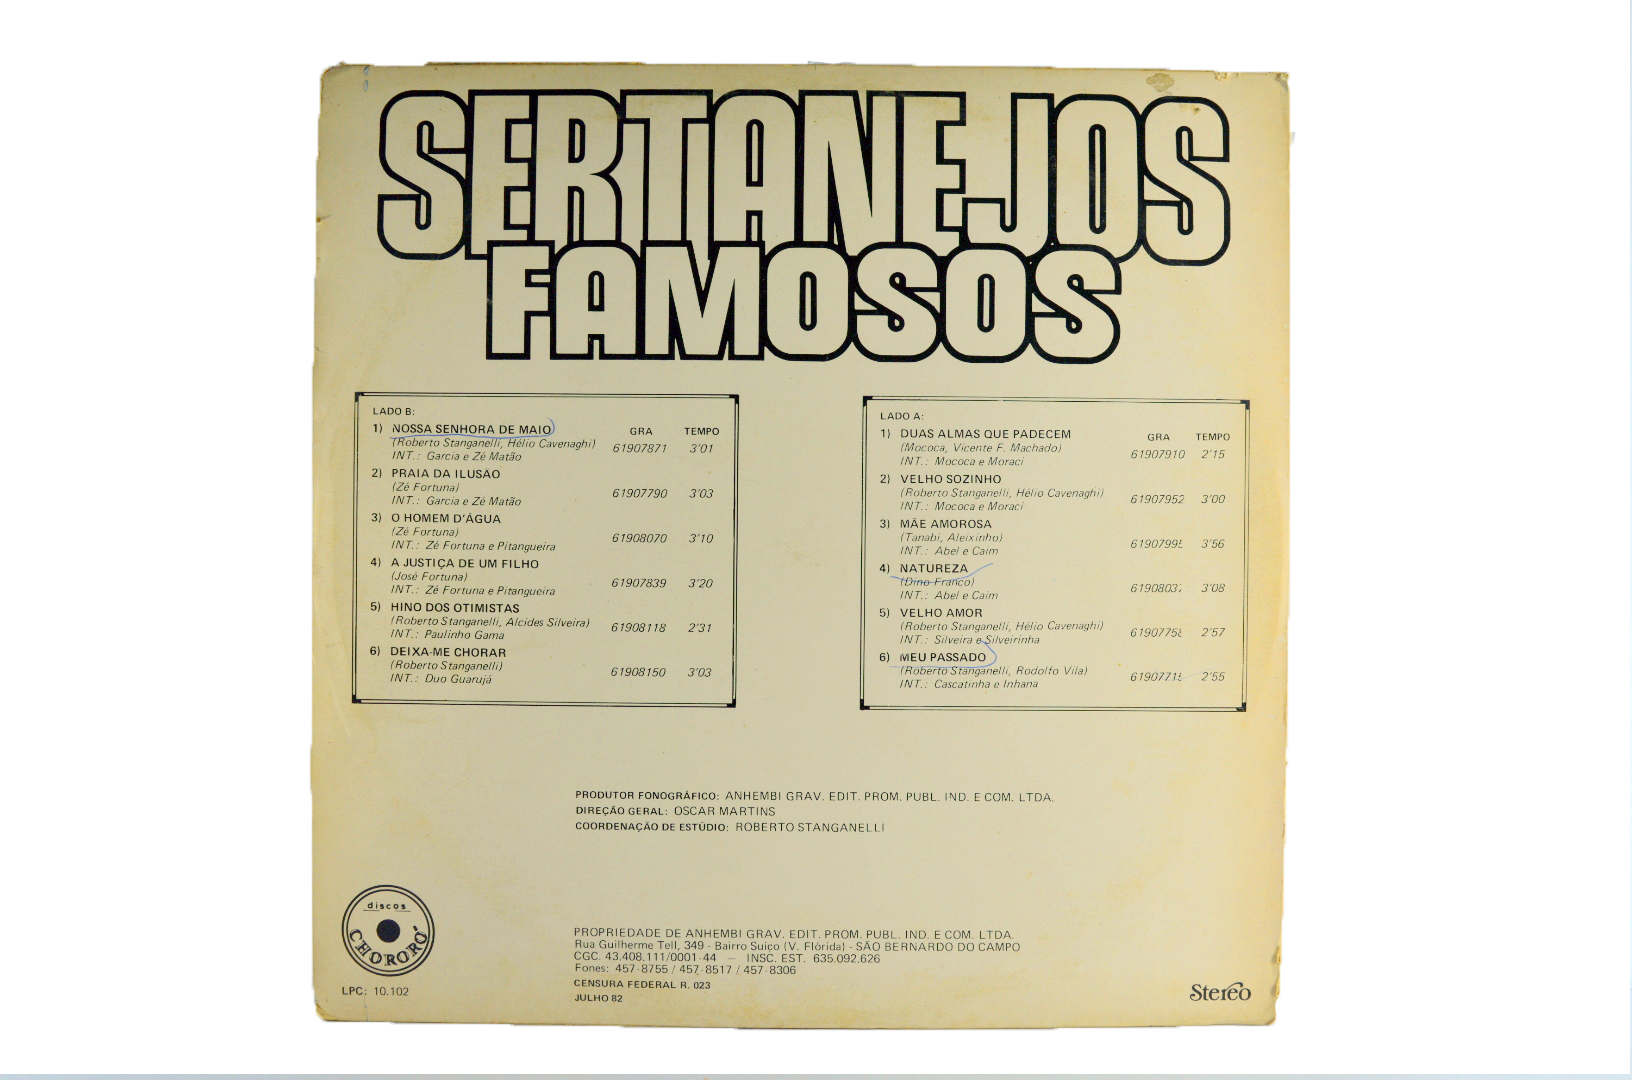 SERTANEJOS
FAMOSOS
LADO B:
1) NOSSA SENHORA DE MAIO GRA TEMPO
(Roberto Stanganelli, Hélio Cavenaghi) 61907871 3'01
INT.: Garcia e Zé Matão
2) PRAIA DA ILUSÃO
(Zé Fortuna) 61907790 3'03
INT.: Garcia e Zé Matão
3) O HOMEM D'ÁGUA
(Zé Fortuna) 61908070 3'10
INT.: Zé Fortuna e Pitangueira
4) A JUSTIÇA DE UM FILHO
(José Fortuna) 61907839 3'20
INT.: Zé Fortuna e Pitangueira
5) HINO DOS OTIMISTAS
(Roberto Stanganelli, Alcides Silveira) 61908118 2'31
INT.: Paulinho Gama
6) DEIXA-ME CHORAR
(Roberto Stanganelli) 61908150 3'03
INT.: Duo Guarujá
LADO A:
1) DUAS ALMAS QUE PADECEM GRA TEMPO
(Mococa, Vicente F. Machado) 61907910 2'15
INT.: Mococa e Moraci
2) VELHO SOZINHO
(Roberto Stanganelli, Hélio Cavenaghi) 61907952 3'00
INT.: Mococa e Moraci
3) MÃE AMOROSA
(Tanabi, Aleixinho) 3'56
INT.: Abel e Caim
4) NATUREZA
(Dino Franco) 3'08
INT.: Abel e Caim
5) VELHO AMOR
(Roberto Stanganelli, Hélio Cavenaghi) 2'57
INT.: Silveira e Silveirinha
6) MEU PASSADO
(Roberto Stanganelli, Rodolfo Vila) 2'55
INT.: Cascatinha e Inhana
PRODUTOR FONOGRÁFICO: ANHEMBI GRAV. EDIT. PROM. PUBL. IND. E COM. LTDA.
DIREÇÃO GERAL: OSCAR MARTINS
COORDENAÇÃO DE ESTÚDIO: ROBERTO STANGANELLI
discos
CHORORÓ
LPC: 10.102
PROPRIEDADE DE ANHEMBI GRAV. EDIT. PROM. PUBL. IND. E COM. LTDA.
Rua Guilherme Tell, 349 - Bairro Suiço (V. Flórida) - SÃO BERNARDO DO CAMPO
CGC. 43.408.111/0001-44 — INSC. EST. 635.092.626
Fones: 457-8755 / 457-8517 / 457-8306
CENSURA FEDERAL R. 023
JULHO 82
Stereo